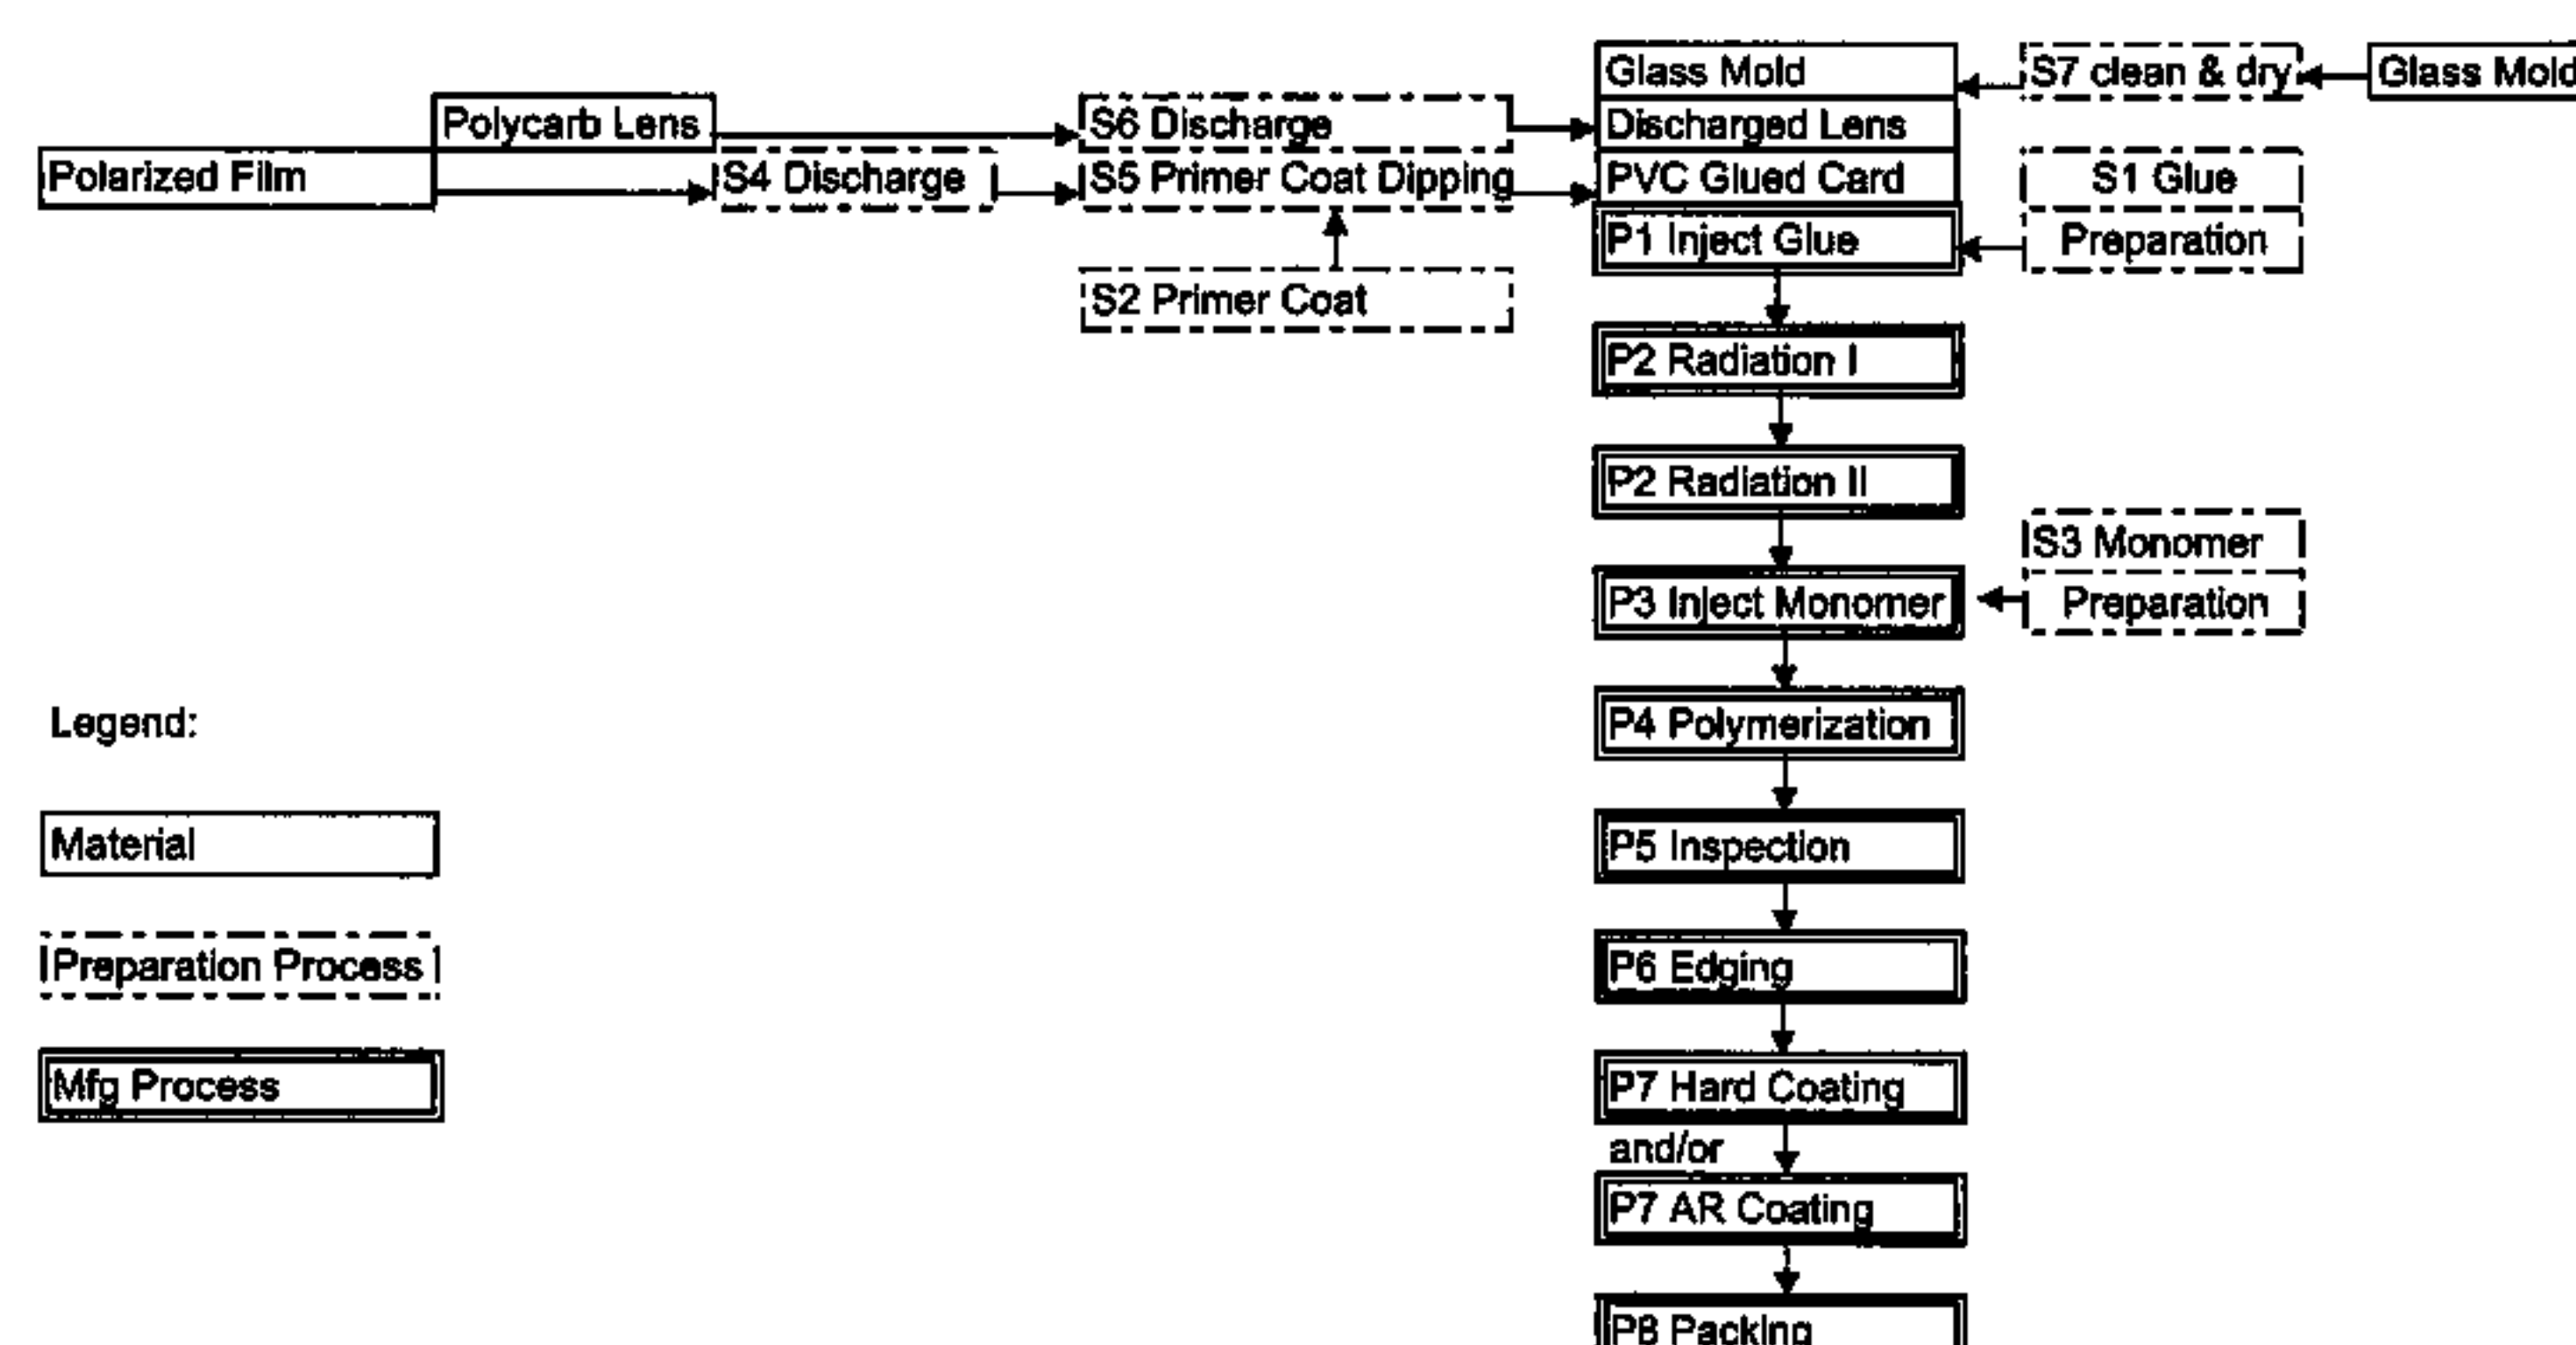 Glass Mold
S7 clean & dry
Glass Mold
Polycarb Lens
S6 Discharge
Discharged Lens
Polarized Film
S4 Discharge
S5 Primer Coat Dipping
PVC Glued Card
S1 Glue
P1 Inject Glue
Preparation
S2 Primer Coat
P2 Radiation I
P2 Radiation II
S3 Monomer
P3 Inject Monomer
Preparation
Legend:
P4 Polymerization
Material
P5 Inspection
Preparation Process
P6 Edging
Mfg Process
P7 Hard Coating
and/or
P7 AR Coating
P8 Packing